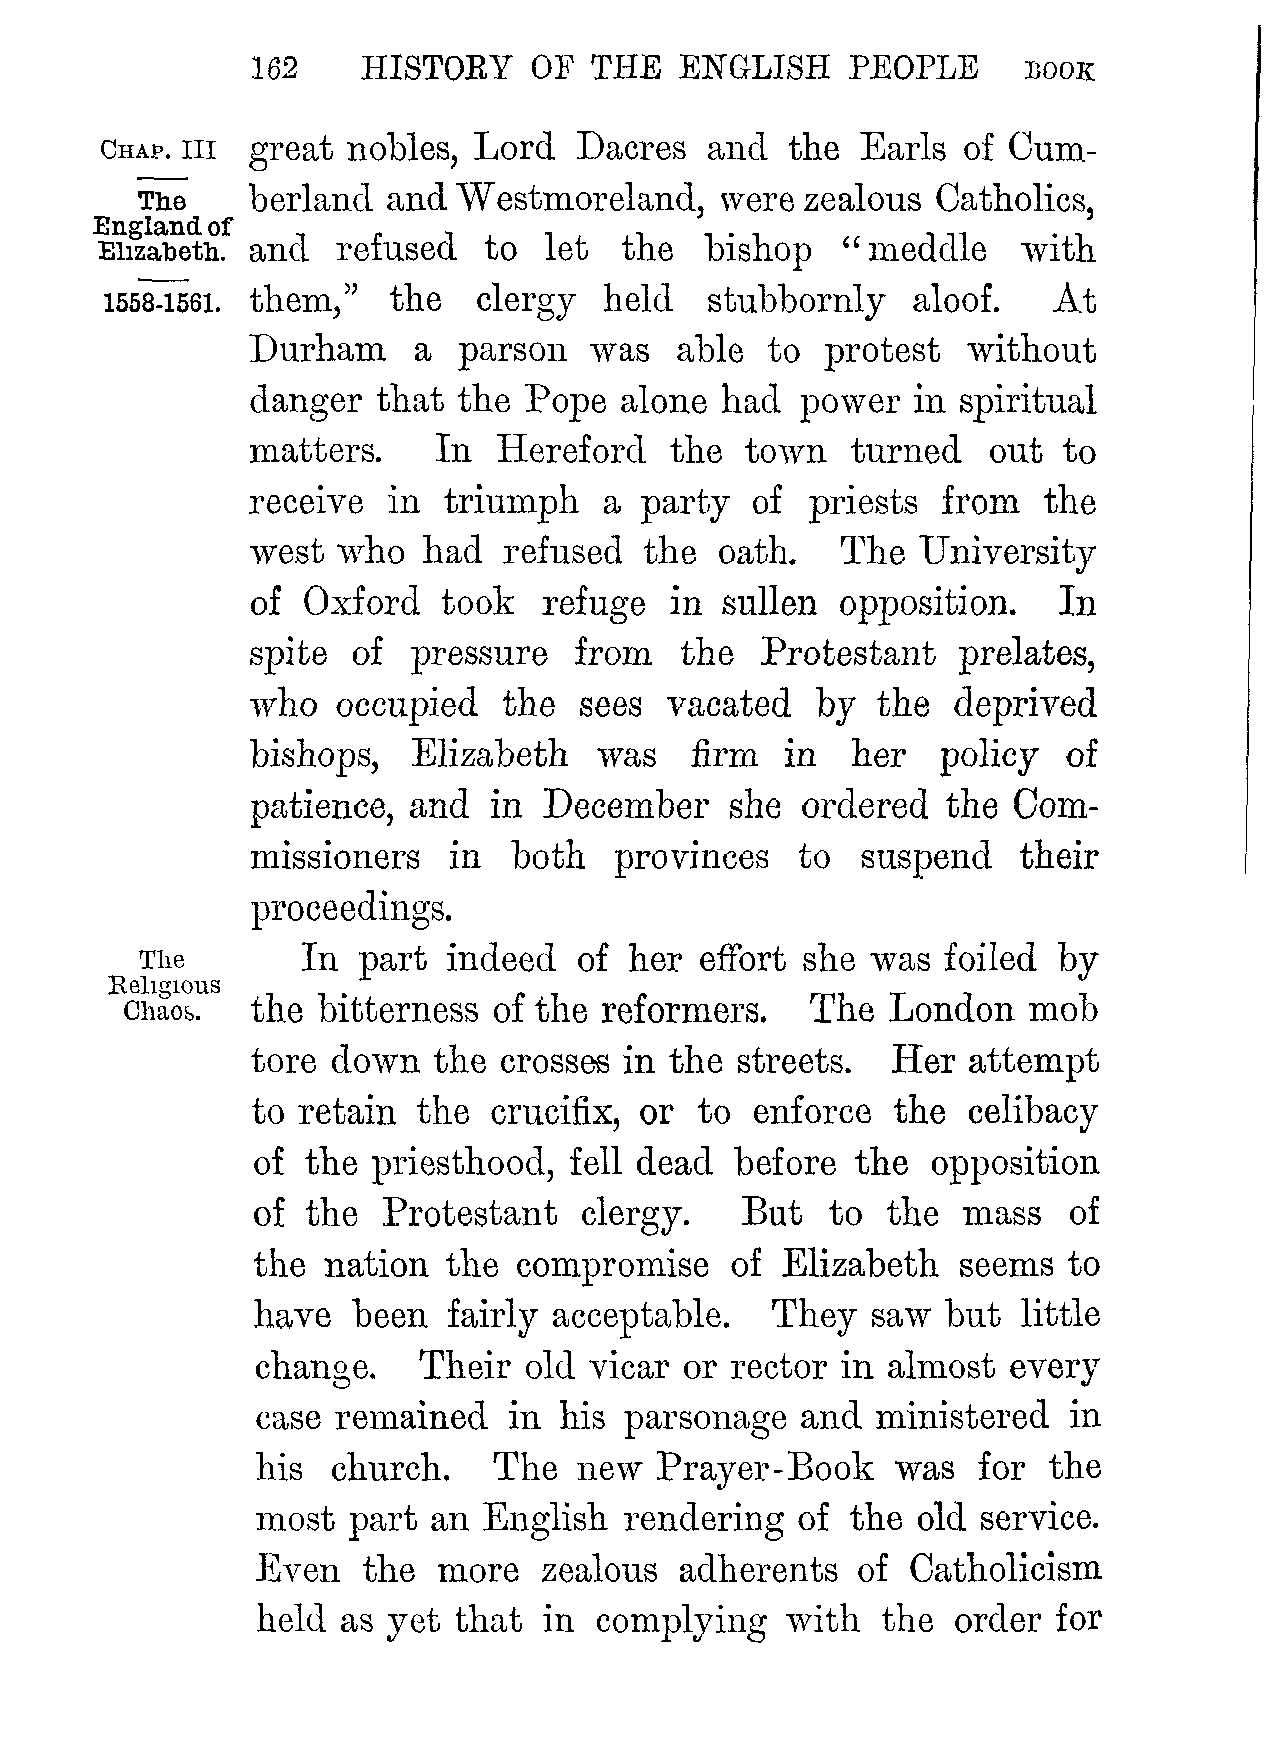 162 HISTORY OF THE ENGLISH PEOPLE BOOK
CHAP. III
The
England of
Elizabeth.
1558-1561.
great nobles, Lord Dacres and the Earls of Cum-
berland and Westmoreland, were zealous Catholics,
and refused to let the bishop “meddle with
them,” the clergy held stubbornly aloof. At
Durham a parson was able to protest without
danger that the Pope alone had power in spiritual
matters. In Hereford the town turned out to
receive in triumph a party of priests from the
west who had refused the oath. The University
of Oxford took refuge in sullen opposition. In
spite of pressure from the Protestant prelates,
who occupied the sees vacated by the deprived
bishops, Elizabeth was firm in her policy of
patience, and in December she ordered the Com-
missioners in both provinces to suspend their
proceedings.
The
Religious
Chaos.
In part indeed of her effort she was foiled by
the bitterness of the reformers. The London mob
tore down the crosses in the streets. Her attempt
to retain the crucifix, or to enforce the celibacy
of the priesthood, fell dead before the opposition
of the Protestant clergy. But to the mass of
the nation the compromise of Elizabeth seems to
have been fairly acceptable. They saw but little
change. Their old vicar or rector in almost every
case remained in his parsonage and ministered in
his church. The new Prayer-Book was for the
most part an English rendering of the old service.
Even the more zealous adherents of Catholicism
held as yet that in complying with the order for